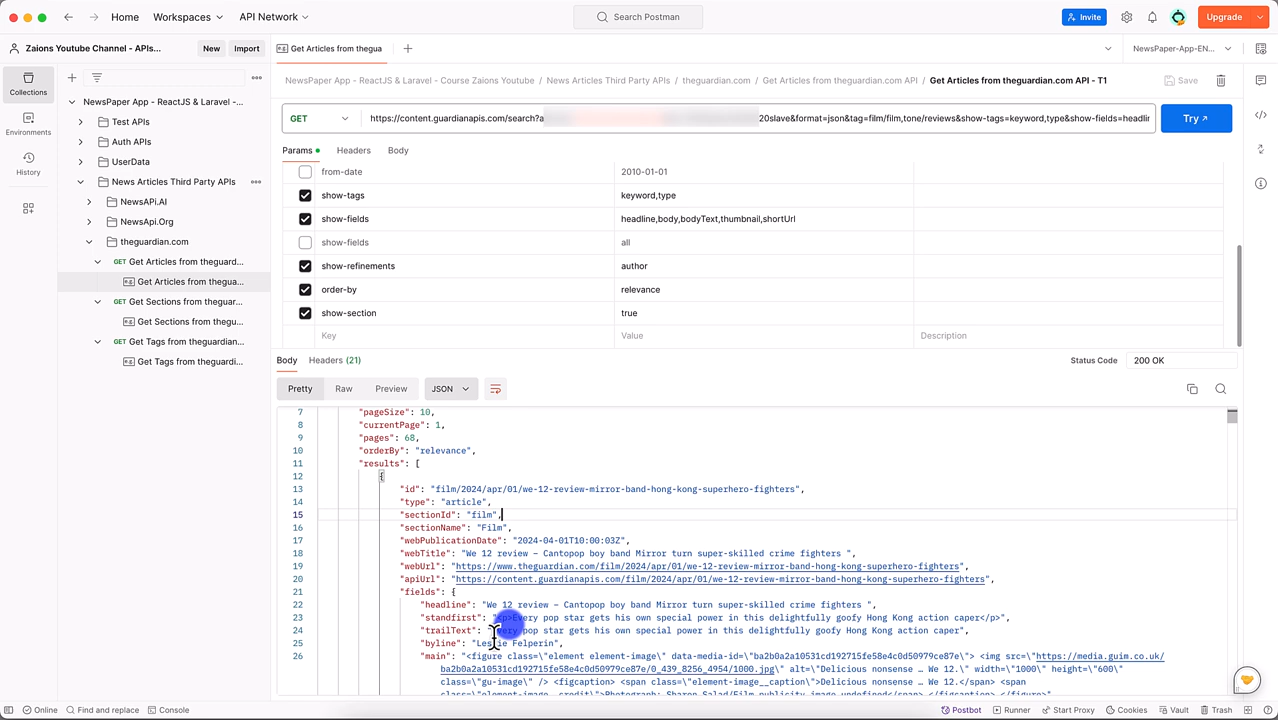 Home Workspaces API Network Search Postman Invite Upgrade
Zaions Youtube Channel - APIs... New Import Get Articles from thegua NewsPaper-App-EN...
Collections
Environments
History
NewsPaper App - ReactJS & Laravel -...
Test APIs
Auth APIs
UserData
News Articles Third Party APIs
NewsAPi.AI
NewsApi.Org
theguardian.com
GET Get Articles from theguard...
Get Articles from thegua...
GET Get Sections from theguar...
Get Sections from thegu...
GET Get Tags from theguardian...
Get Tags from theguardi...
NewsPaper App - ReactJS & Laravel - Course Zaions Youtube / News Articles Third Party APIs / theguardian.com / Get Articles from theguardian.com API / Get Articles from theguardian.com API - T1 Save
GET https://content.guardianapis.com/search?a 20slave&format=json&tag=film/film,tone/reviews&show-tags=keyword,type&show-fields=headlin Try
Params Headers Body
from-date 2010-01-01
show-tags keyword,type
show-fields headline,body,bodyText,thumbnail,shortUrl
show-fields all
show-refinements author
order-by relevance
show-section true
Key Value Description
Body Headers (21) Status Code 200 OK
Pretty Raw Preview JSON
7 "pageSize": 10,
8 "currentPage": 1,
9 "pages": 68,
10 "orderBy": "relevance",
11 "results": [
12 {
13 "id": "film/2024/apr/01/we-12-review-mirror-band-hong-kong-superhero-fighters",
14 "type": "article",
15 "sectionId": "film",
16 "sectionName": "Film",
17 "webPublicationDate": "2024-04-01T10:00:03Z",
18 "webTitle": "We 12 review – Cantopop boy band Mirror turn super-skilled crime fighters ",
19 "webUrl": "https://www.theguardian.com/film/2024/apr/01/we-12-review-mirror-band-hong-kong-superhero-fighters",
20 "apiUrl": "https://content.guardianapis.com/film/2024/apr/01/we-12-review-mirror-band-hong-kong-superhero-fighters",
21 "fields": {
22 "headline": "We 12 review – Cantopop boy band Mirror turn super-skilled crime fighters ",
23 "standfirst": "<p>Every pop star gets his own special power in this delightfully goofy Hong Kong action caper</p>",
24 "trailText": "Every pop star gets his own special power in this delightfully goofy Hong Kong action caper",
25 "byline": "Leslie Felperin",
26 "main": "<figure class=\"element element-image\" data-media-id=\"ba2b0a2a10531cd192715fe58e4c0d50979ce87e\"> <img src=\"https://media.guim.co.uk/
ba2b0a2a10531cd192715fe58e4c0d50979ce87e/0_439_8256_4954/1000.jpg\" alt=\"Delicious nonsense … We 12.\" width=\"1000\" height=\"600\"
class=\"gu-image\" /> <figcaption> <span class=\"element-image__caption\">Delicious nonsense … We 12.</span> <span
class=\"element-image__credit\">Photograph: Sharon Salad/Film publicity image undefined</span> </figcaption> </figure>",
Online Find and replace Console Postbot Runner Start Proxy Cookies Vault Trash